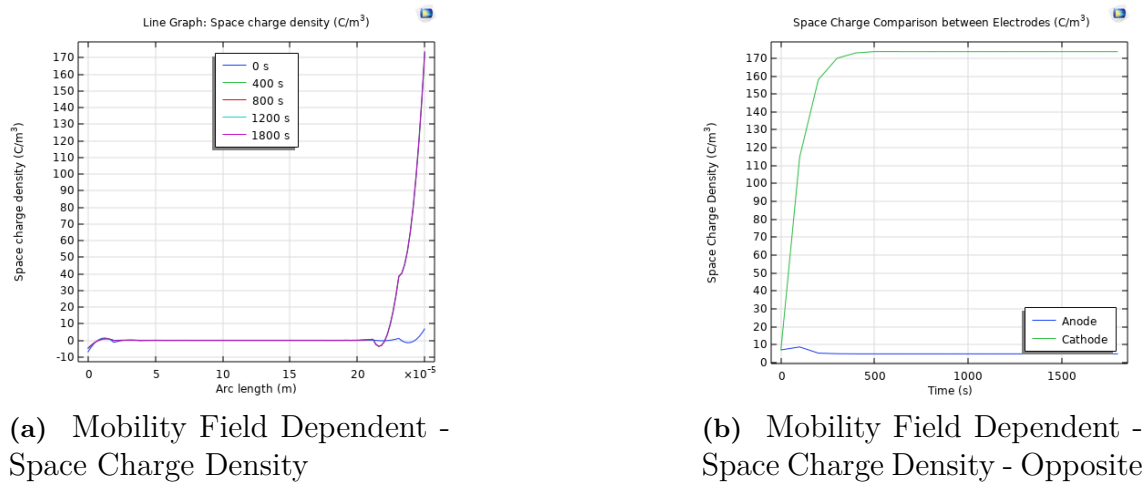 Line Graph: Space charge density (C/m³)
Space charge density (C/m³)
170
160
150
140
130
120
110
100
90
80
70
60
50
40
30
20
10
0
-10
0 s
400 s
800 s
1200 s
1800 s
0 5 10 15 20 ×10⁻⁵
Arc length (m)
(a) Mobility Field Dependent -
Space Charge Density
Space Charge Comparison between Electrodes (C/m³)
Space Charge Density (C/m³)
170
160
150
140
130
120
110
100
90
80
70
60
50
40
30
20
10
0
Anode
Cathode
0 500 1000 1500
Time (s)
(b) Mobility Field Dependent -
Space Charge Density - Opposite